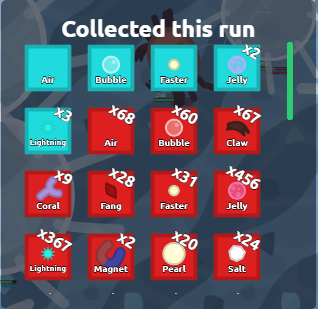 Collected this run
Air Bubble Faster x2 Jelly
x3 Lightning x68 Air x60 Bubble x67 Claw
x9 Coral x28 Fang x31 Faster x456 Jelly
x367 Lightning x2 Magnet x20 Pearl x24 Salt